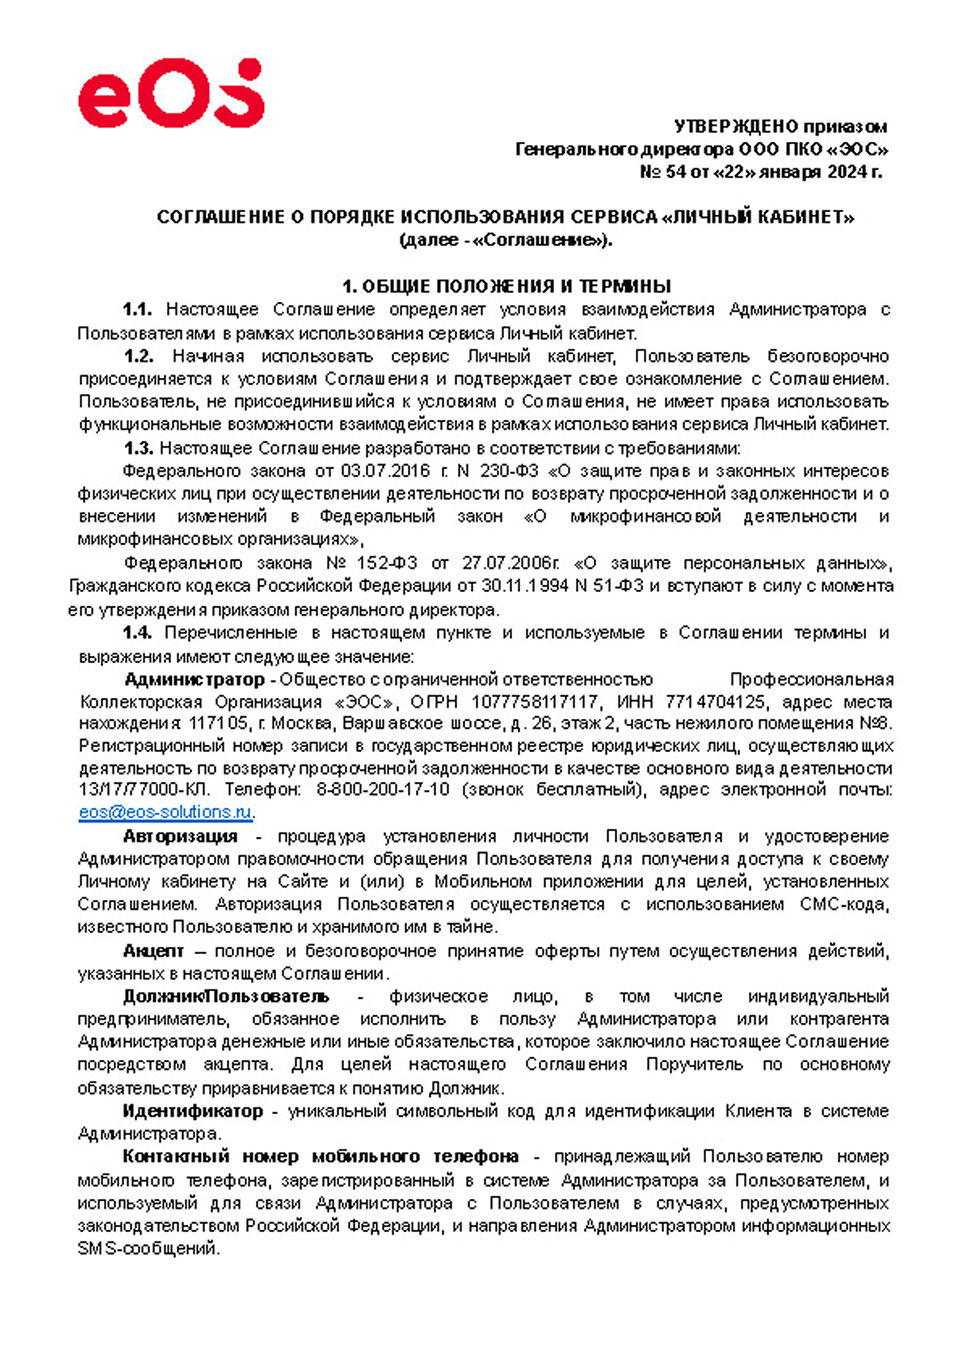 eOS
УТВЕРЖДЕНО приказом
Генерального директора ООО ПКО «ЭОС»
№ 54 от «22» января 2024 г.
СОГЛАШЕНИЕ О ПОРЯДКЕ ИСПОЛЬЗОВАНИЯ СЕРВИСА «ЛИЧНЫЙ КАБИНЕТ»
(далее - «Соглашение»).
1. ОБЩИЕ ПОЛОЖЕНИЯ И ТЕРМИНЫ
1.1. Настоящее Соглашение определяет условия взаимодействия Администратора с
Пользователями в рамках использования сервиса Личный кабинет.
1.2. Начиная использовать сервис Личный кабинет, Пользователь безоговорочно
присоединяется к условиям Соглашения и подтверждает свое ознакомление с Соглашением.
Пользователь, не присоединившийся к условиям о Соглашения, не имеет права использовать
функциональные возможности взаимодействия в рамках использования сервиса Личный кабинет.
1.3. Настоящее Соглашение разработано в соответствии с требованиями:
Федерального закона от 03.07.2016 г. N 230-ФЗ «О защите прав и законных интересов
физических лиц при осуществлении деятельности по возврату просроченной задолженности и о
внесении изменений в Федеральный закон «О микрофинансовой деятельности и
микрофинансовых организациях»,
Федерального закона № 152-ФЗ от 27.07.2006г. «О защите персональных данных»,
Гражданского кодекса Российской Федерации от 30.11.1994 N 51-ФЗ и вступают в силу с момента
его утверждения приказом генерального директора.
1.4. Перечисленные в настоящем пункте и используемые в Соглашении термины и
выражения имеют следующее значение:
Администратор - Общество с ограниченной ответственностью Профессиональная
Коллекторская Организация «ЭОС», ОГРН 1077758117117, ИНН 7714704125, адрес места
нахождения: 117105, г. Москва, Варшавское шоссе, д. 26, этаж 2, часть нежилого помещения №8.
Регистрационный номер записи в государственном реестре юридических лиц, осуществляющих
деятельность по возврату просроченной задолженности в качестве основного вида деятельности
13/17/77000-КЛ. Телефон: 8-800-200-17-10 (звонок бесплатный), адрес электронной почты:
eos@eos-solutions.ru.
Авторизация - процедура установления личности Пользователя и удостоверение
Администратором правомочности обращения Пользователя для получения доступа к своему
Личному кабинету на Сайте и (или) в Мобильном приложении для целей, установленных
Соглашением. Авторизация Пользователя осуществляется с использованием СМС-кода,
известного Пользователю и хранимого им в тайне.
Акцепт – полное и безоговорочное принятие оферты путем осуществления действий,
указанных в настоящем Соглашении.
Должник/Пользователь - физическое лицо, в том числе индивидуальный
предприниматель, обязанное исполнить в пользу Администратора или контрагента
Администратора денежные или иные обязательства, которое заключило настоящее Соглашение
посредством акцепта. Для целей настоящего Соглашения Поручитель по основному
обязательству приравнивается к понятию Должник.
Идентификатор - уникальный символьный код для идентификации Клиента в системе
Администратора.
Контактный номер мобильного телефона - принадлежащий Пользователю номер
мобильного телефона, зарегистрированный в системе Администратора за Пользователем, и
используемый для связи Администратора с Пользователем в случаях, предусмотренных
законодательством Российской Федерации, и направления Администратором информационных
SMS-сообщений.